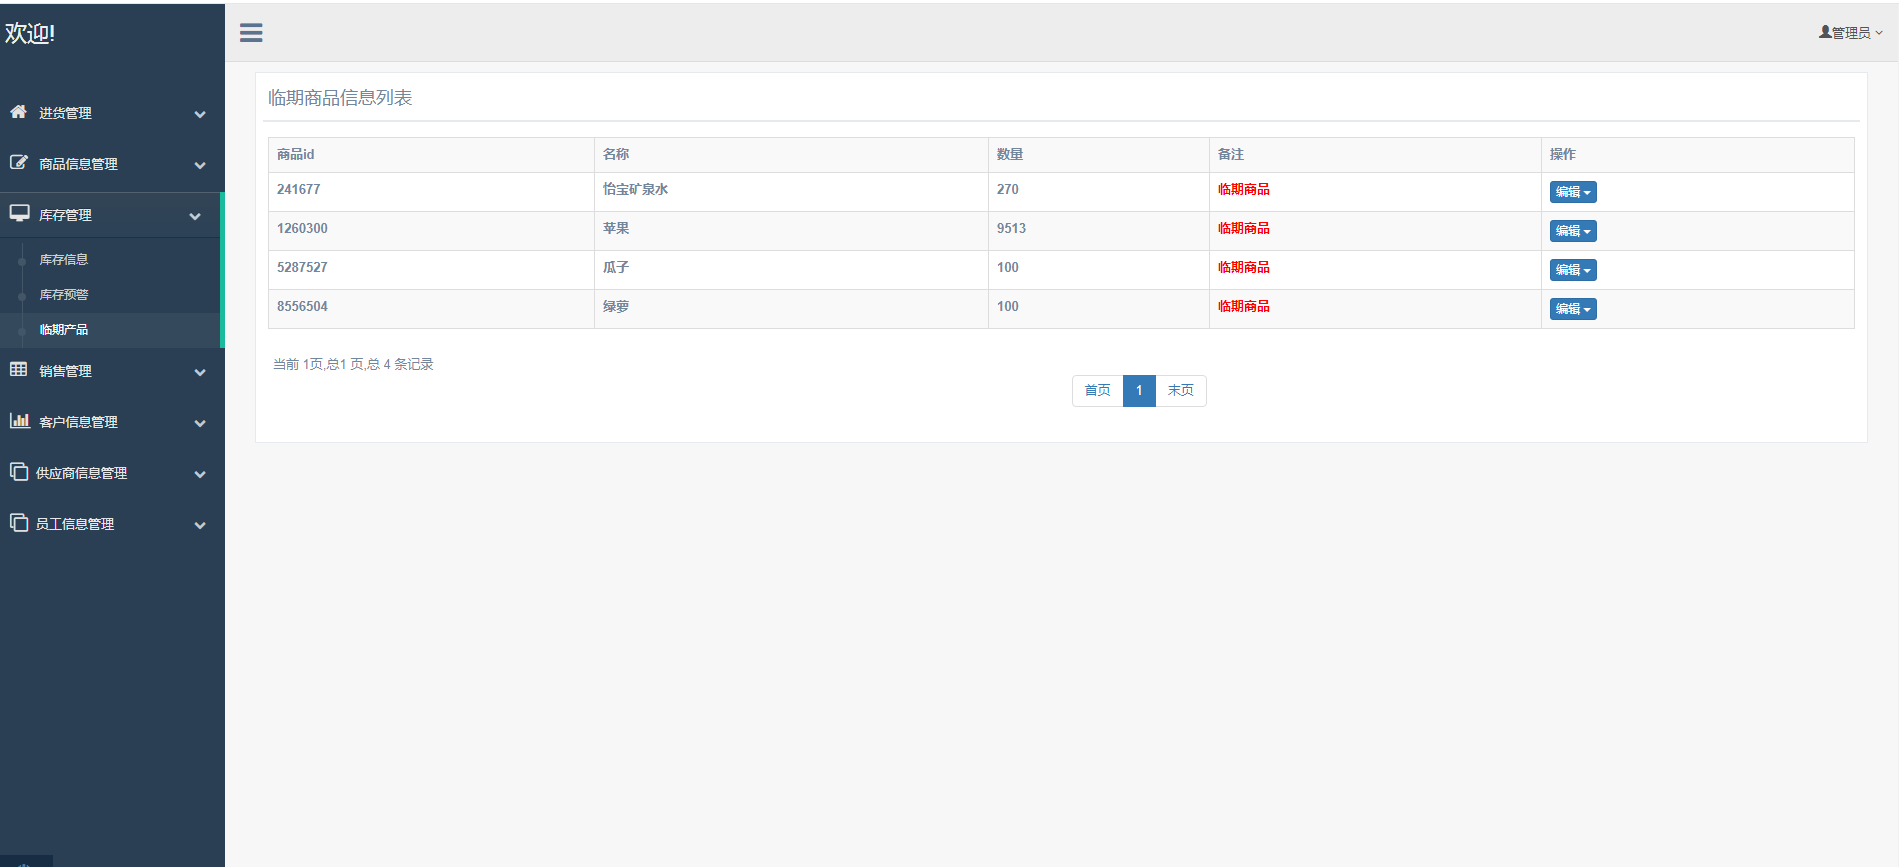 欢迎!
管理员
进货管理
商品信息管理
库存管理
库存信息
库存预警
临期产品
销售管理
客户信息管理
供应商信息管理
员工信息管理
临期商品信息列表
商品id 名称 数量 备注 操作
241677 怡宝矿泉水 270 临期商品 编辑
1260300 苹果 9513 临期商品 编辑
5287527 瓜子 100 临期商品 编辑
8556504 绿萝 100 临期商品 编辑
当前 1页,总1 页,总 4 条记录
首页 1 末页